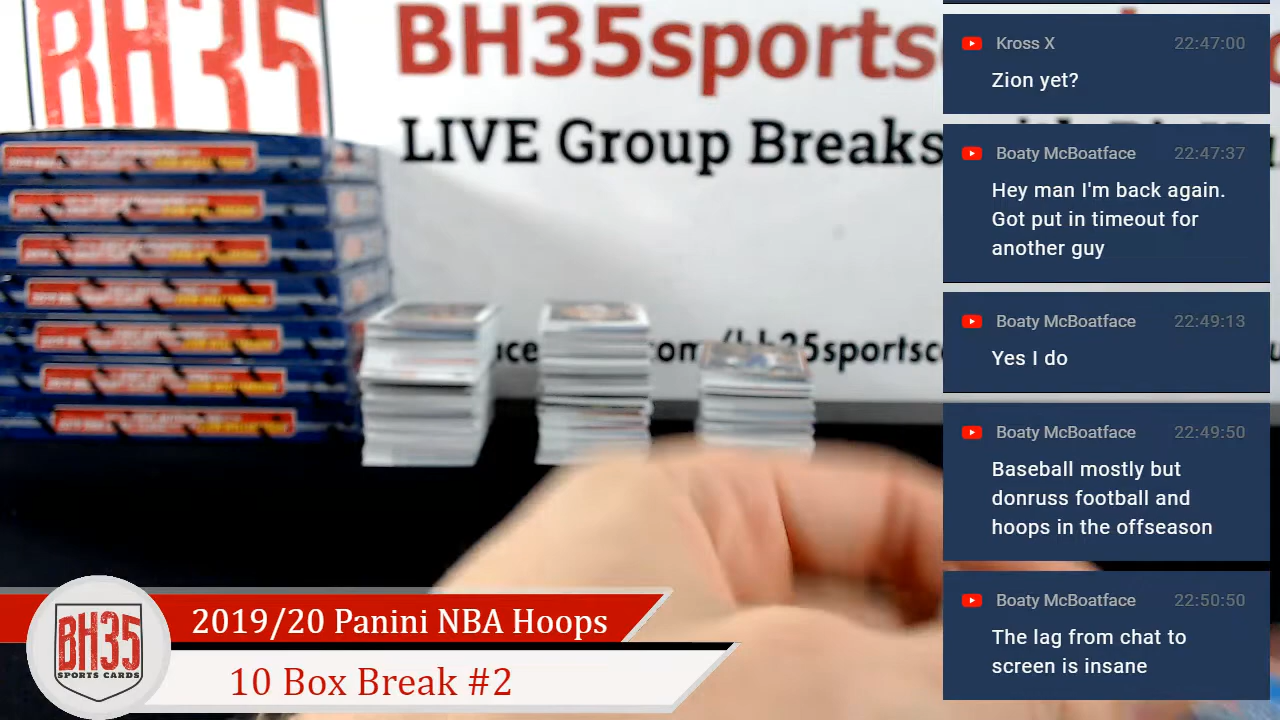 BH35
BH35sports
LIVE Group Breaks
Kross X 22:47:00
Zion yet?
Boaty McBoatface 22:47:37
Hey man I'm back again.
Got put in timeout for
another guy
Boaty McBoatface 22:49:13
Yes I do
Boaty McBoatface 22:49:50
Baseball mostly but
donruss football and
hoops in the offseason
Boaty McBoatface 22:50:50
The lag from chat to
screen is insane
2019/20 Panini NBA Hoops
10 Box Break #2
BH35
SPORTS CARDS